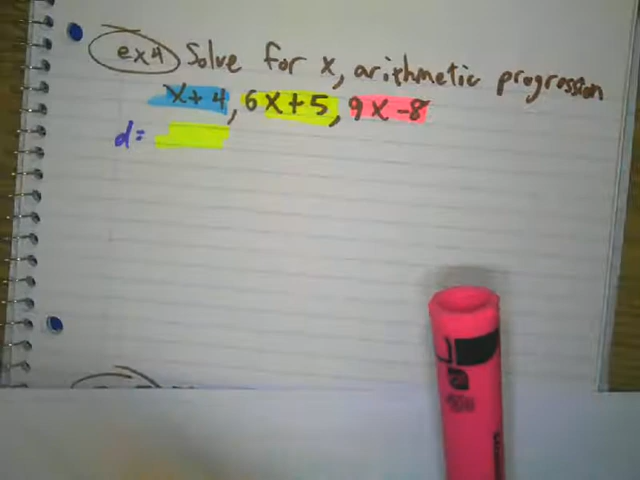 ex4 Solve for x, arithmetic progression
x+4, 6x+5, 9x-8
d=